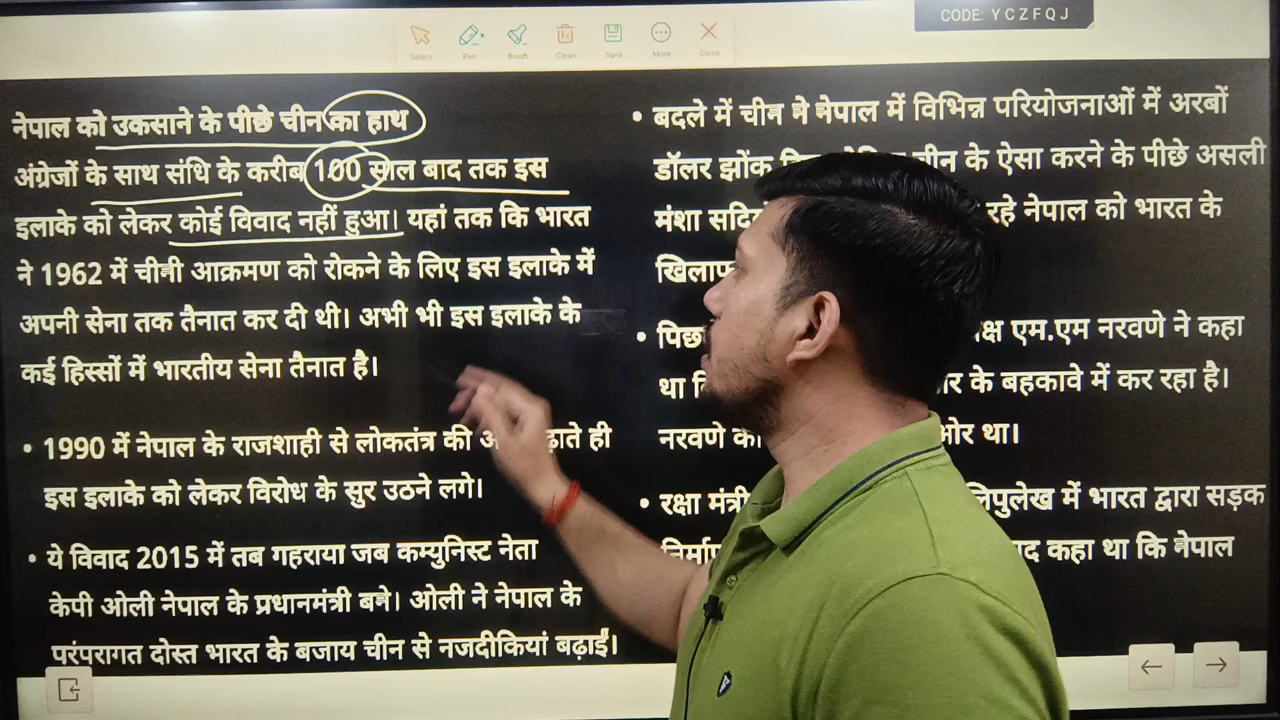 CODE: YCZFQJ
Select Pen Brush Clean Save More Close
नेपाल को उकसाने के पीछे चीन का हाथ
अंग्रेजों के साथ संधि के करीब 100 साल बाद तक इस
इलाके को लेकर कोई विवाद नहीं हुआ। यहां तक कि भारत
ने 1962 में चीनी आक्रमण को रोकने के लिए इस इलाके में
अपनी सेना तक तैनात कर दी थी। अभी भी इस इलाके के
कई हिस्सों में भारतीय सेना तैनात है।
• 1990 में नेपाल के राजशाही से लोकतंत्र की ते ही
इस इलाके को लेकर विरोध के सुर उठने लगे।
• ये विवाद 2015 में तब गहराया जब कम्युनिस्ट नेता
केपी ओली नेपाल के प्रधानमंत्री बने। ओली ने नेपाल के
परंपरागत दोस्त भारत के बजाय चीन से नजदीकियां बढ़ाईं।
• बदले में चीन ने नेपाल में विभिन्न परियोजनाओं में अरबों
डॉलर झोंक चीन के ऐसा करने के पीछे असली
मंशा रहे नेपाल को भारत के
खिलाफ
• एम.एम नरवणे ने कहा
था के बहकावे में कर रहा है।
नरवणे ओर था।
• रक्षा मंत्री लिपुलेख में भारत द्वारा सड़क
कहा था कि नेपाल